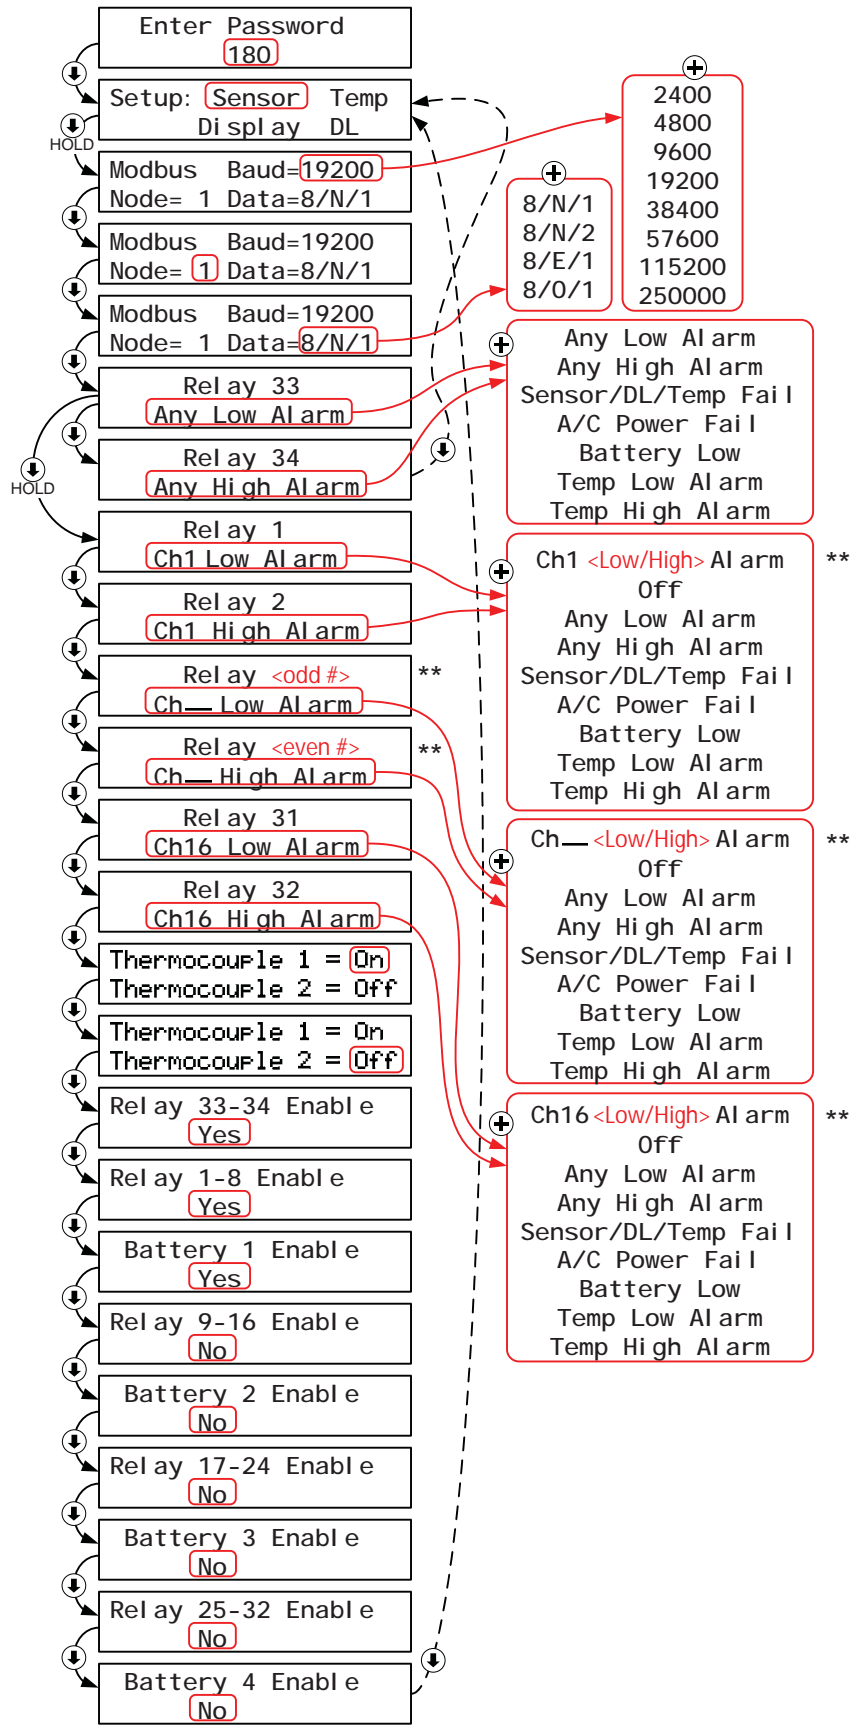 Enter Password
180
Setup: Sensor Temp
Display DL
HOLD
Modbus Baud=19200
Node= 1 Data=8/N/1
Modbus Baud=19200
Node= 1 Data=8/N/1
Modbus Baud=19200
Node= 1 Data=8/N/1
Relay 33
Any Low Alarm
Relay 34
Any High Alarm
HOLD
Relay 1
Ch1 Low Alarm
Relay 2
Ch1 High Alarm
Relay <odd #> **
Ch__ Low Alarm
Relay <even #> **
Ch__ High Alarm
Relay 31
Ch16 Low Alarm
Relay 32
Ch16 High Alarm
Thermocouple 1 = On
Thermocouple 2 = Off
Thermocouple 1 = On
Thermocouple 2 = Off
Relay 33-34 Enable
Yes
Relay 1-8 Enable
Yes
Battery 1 Enable
Yes
Relay 9-16 Enable
No
Battery 2 Enable
No
Relay 17-24 Enable
No
Battery 3 Enable
No
Relay 25-32 Enable
No
Battery 4 Enable
No
2400
4800
9600
19200
38400
57600
115200
250000
8/N/1
8/N/2
8/E/1
8/O/1
Any Low Alarm
Any High Alarm
Sensor/DL/Temp Fail
A/C Power Fail
Battery Low
Temp Low Alarm
Temp High Alarm
Ch1 <Low/High> Alarm **
Off
Any Low Alarm
Any High Alarm
Sensor/DL/Temp Fail
A/C Power Fail
Battery Low
Temp Low Alarm
Temp High Alarm
Ch__ <Low/High> Alarm **
Off
Any Low Alarm
Any High Alarm
Sensor/DL/Temp Fail
A/C Power Fail
Battery Low
Temp Low Alarm
Temp High Alarm
Ch16 <Low/High> Alarm **
Off
Any Low Alarm
Any High Alarm
Sensor/DL/Temp Fail
A/C Power Fail
Battery Low
Temp Low Alarm
Temp High Alarm